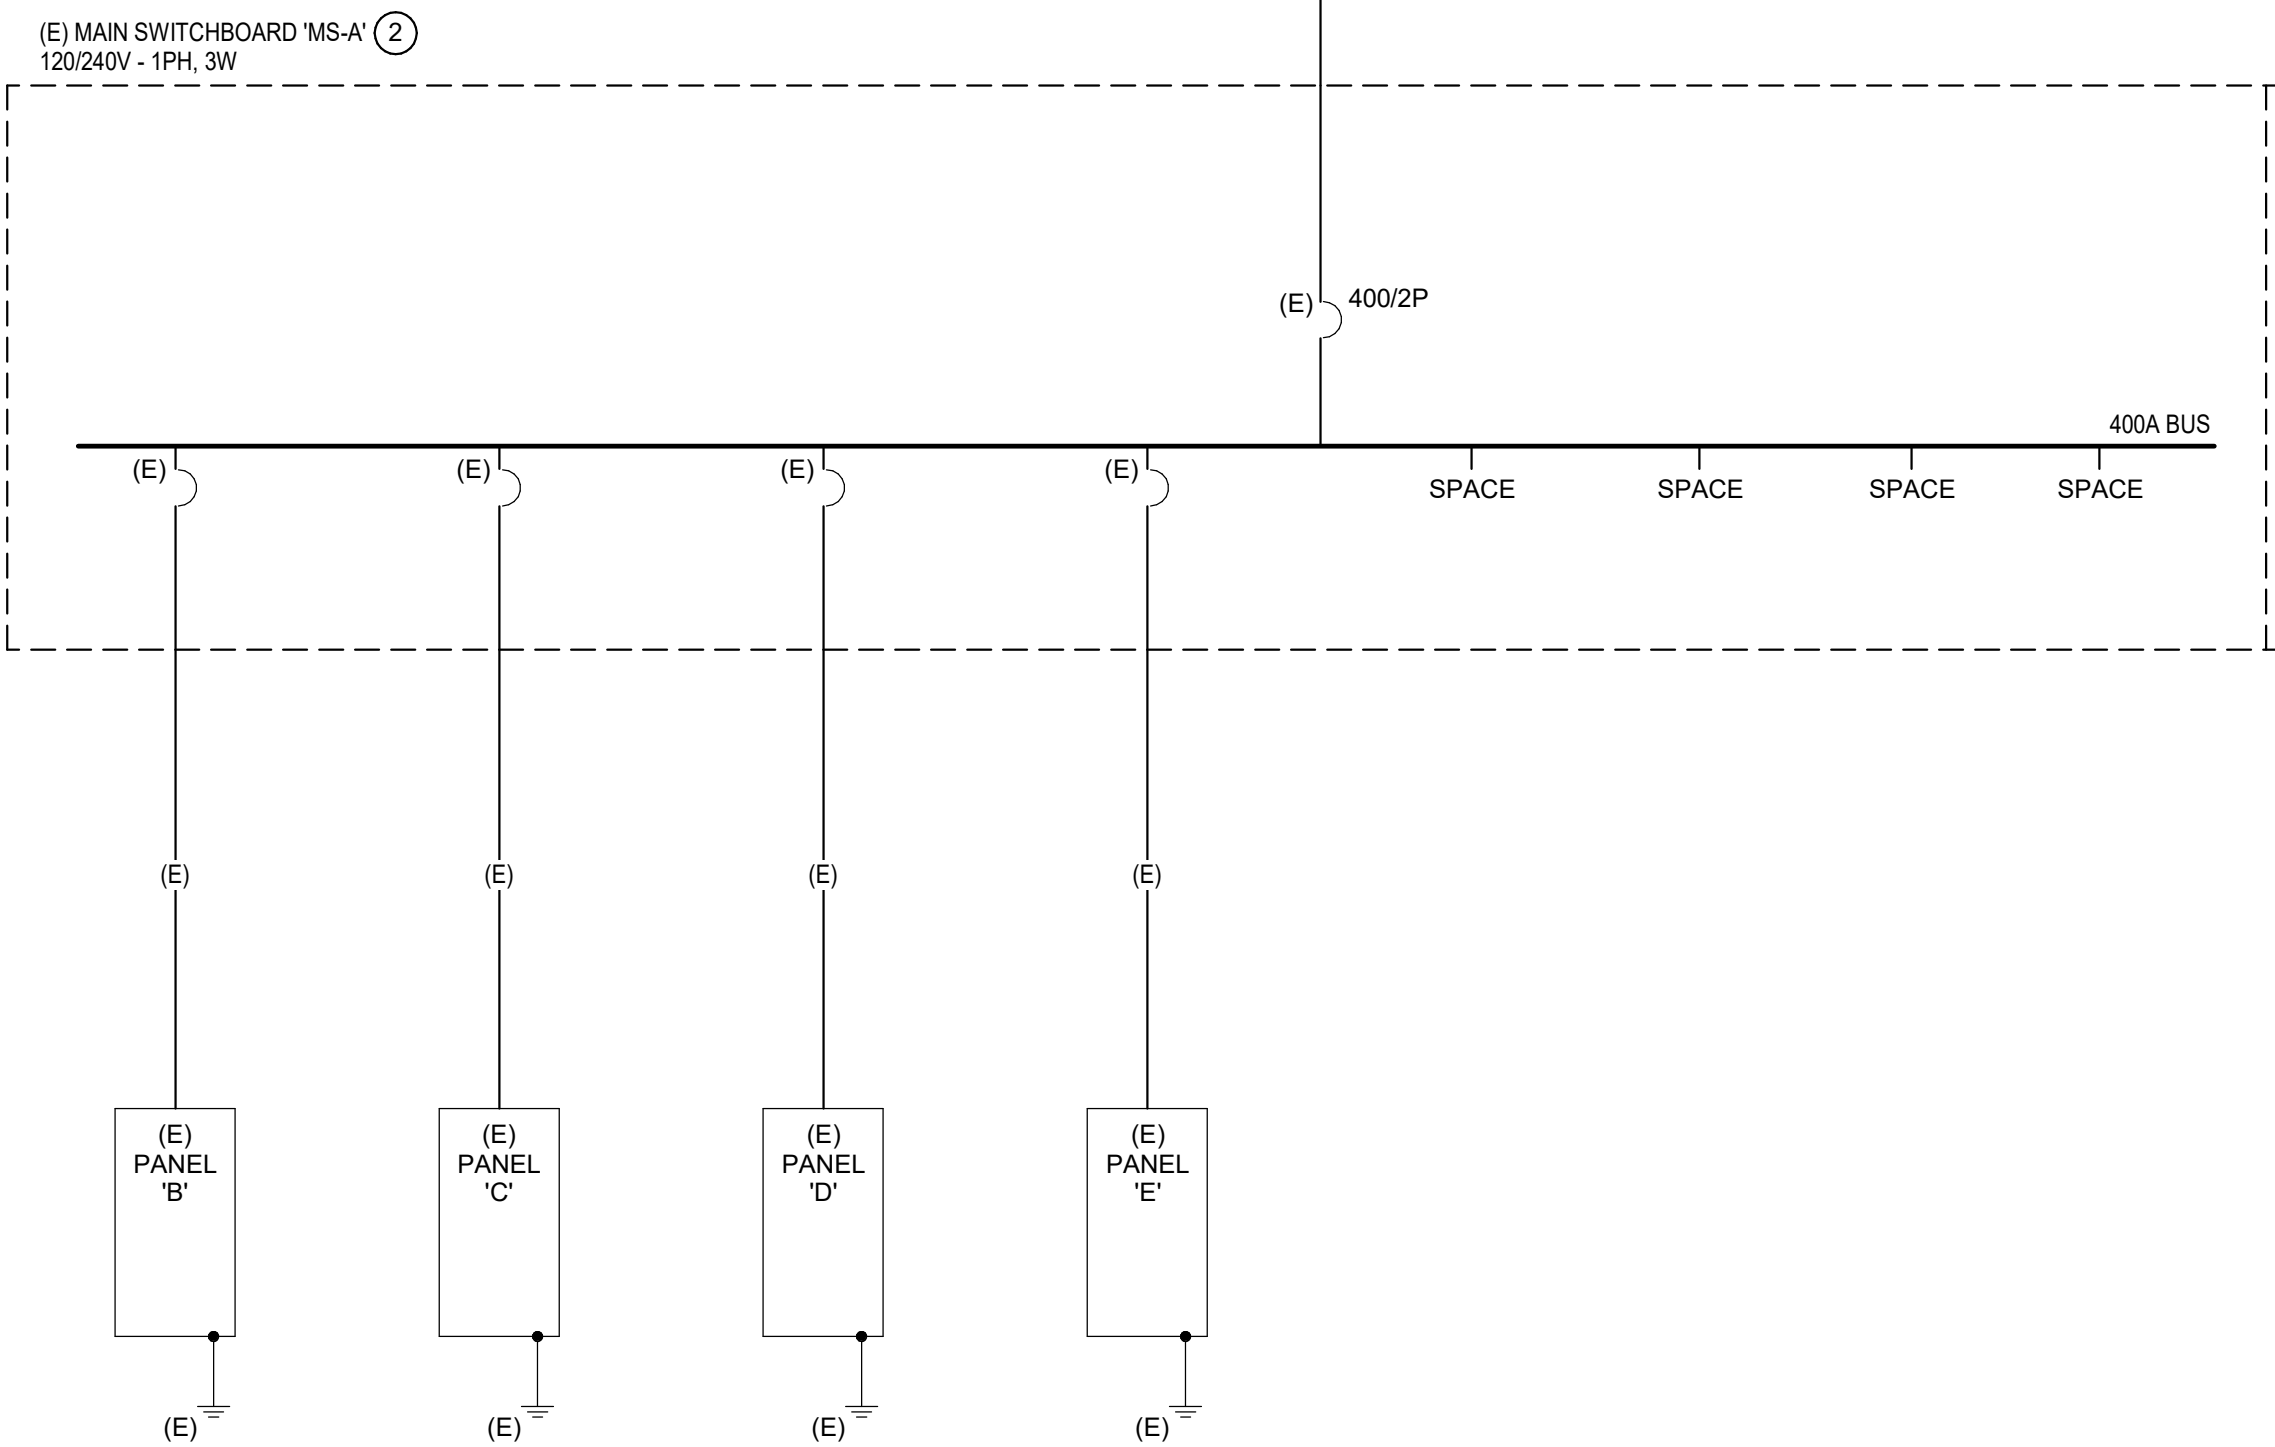 (E) MAIN SWITCHBOARD 'MS-A' 2
120/240V - 1PH, 3W
(E) 400/2P
400A BUS
(E) (E) (E) (E)
SPACE SPACE SPACE SPACE
(E) (E) (E) (E)
(E)
PANEL
'B'
(E)
PANEL
'C'
(E)
PANEL
'D'
(E)
PANEL
'E'
(E) (E) (E) (E)